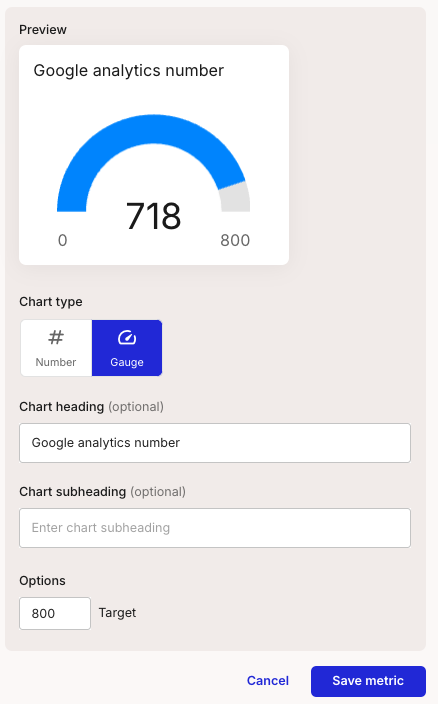 Preview
Google analytics number
718
0 800
Chart type
Number Gauge
Chart heading (optional)
Google analytics number
Chart subheading (optional)
Enter chart subheading
Options
800 Target
Cancel Save metric